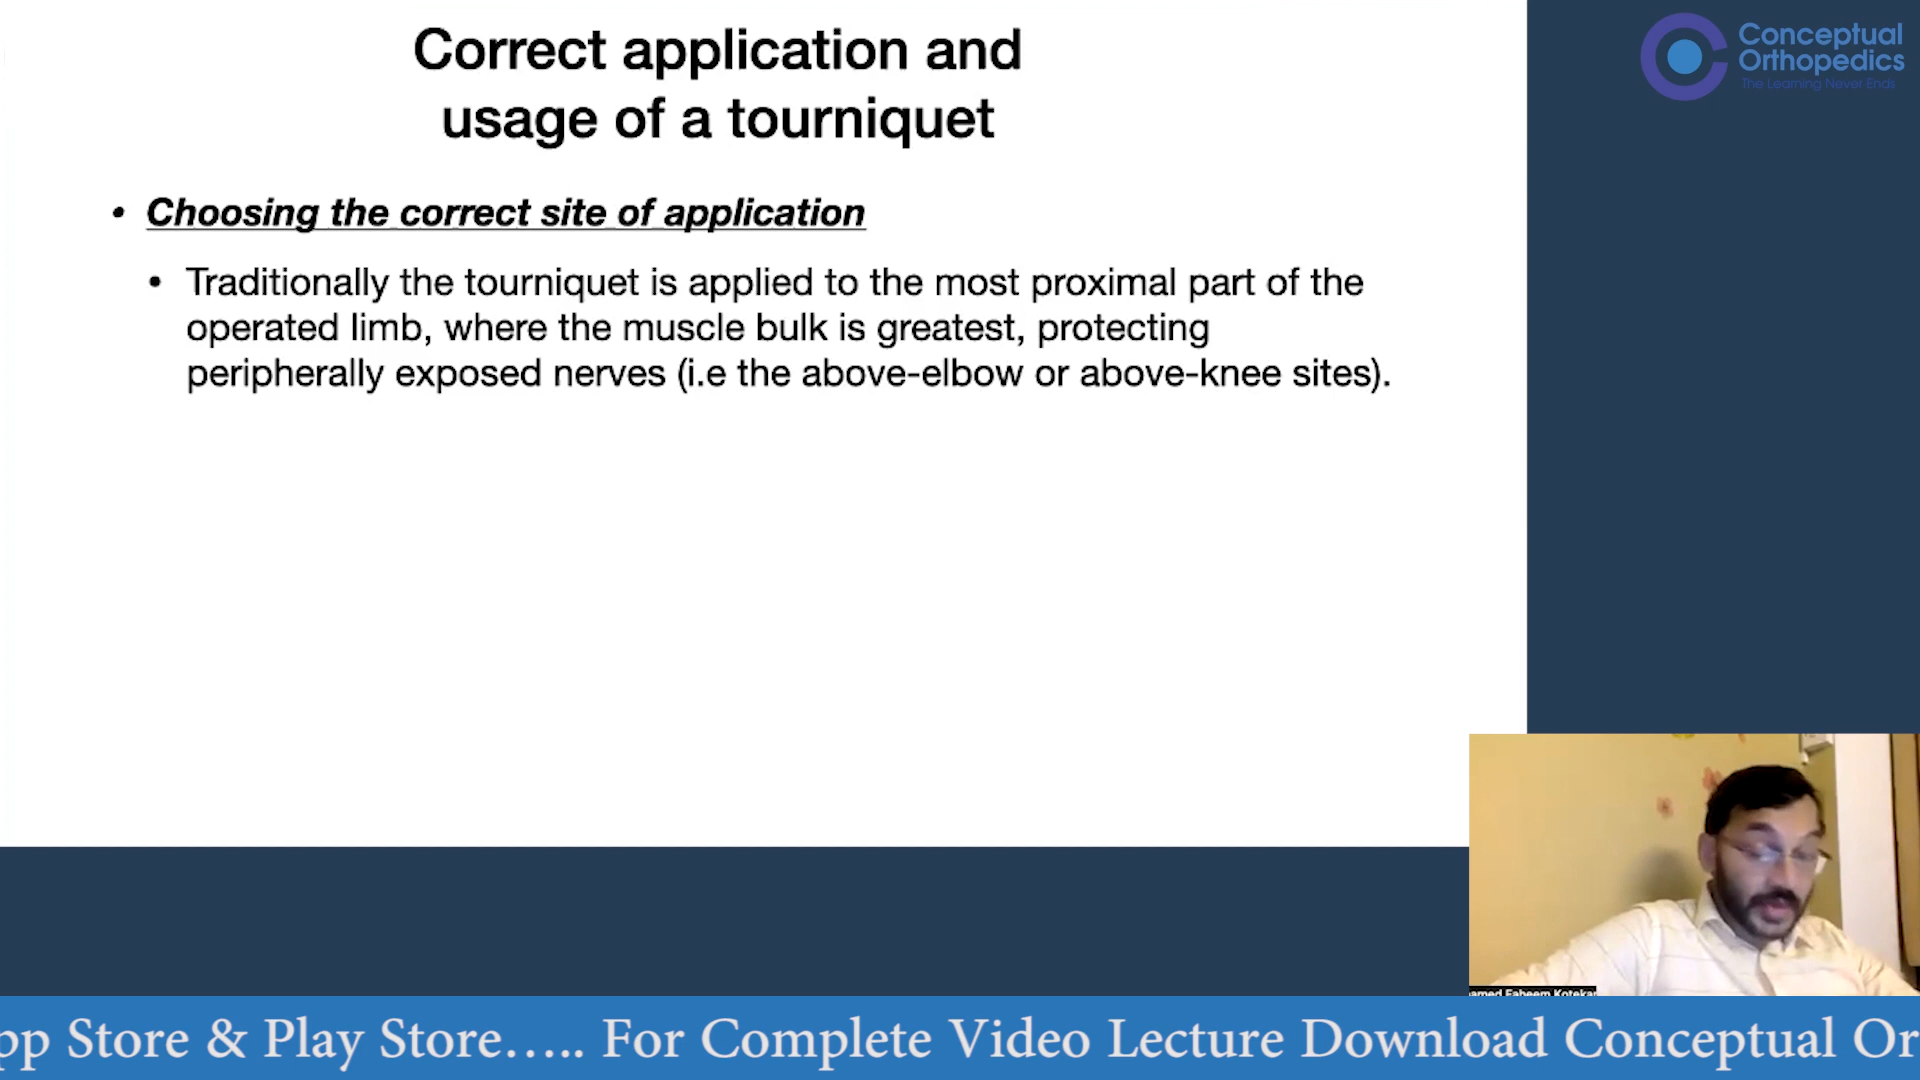 Correct application and
usage of a tourniquet
• Choosing the correct site of application
• Traditionally the tourniquet is applied to the most proximal part of the
operated limb, where the muscle bulk is greatest, protecting
peripherally exposed nerves (i.e the above-elbow or above-knee sites).
Conceptual
Orthopedics
The Learning Never Ends
Faheem
pp Store & Play Store..... For Complete Video Lecture Download Conceptual Or